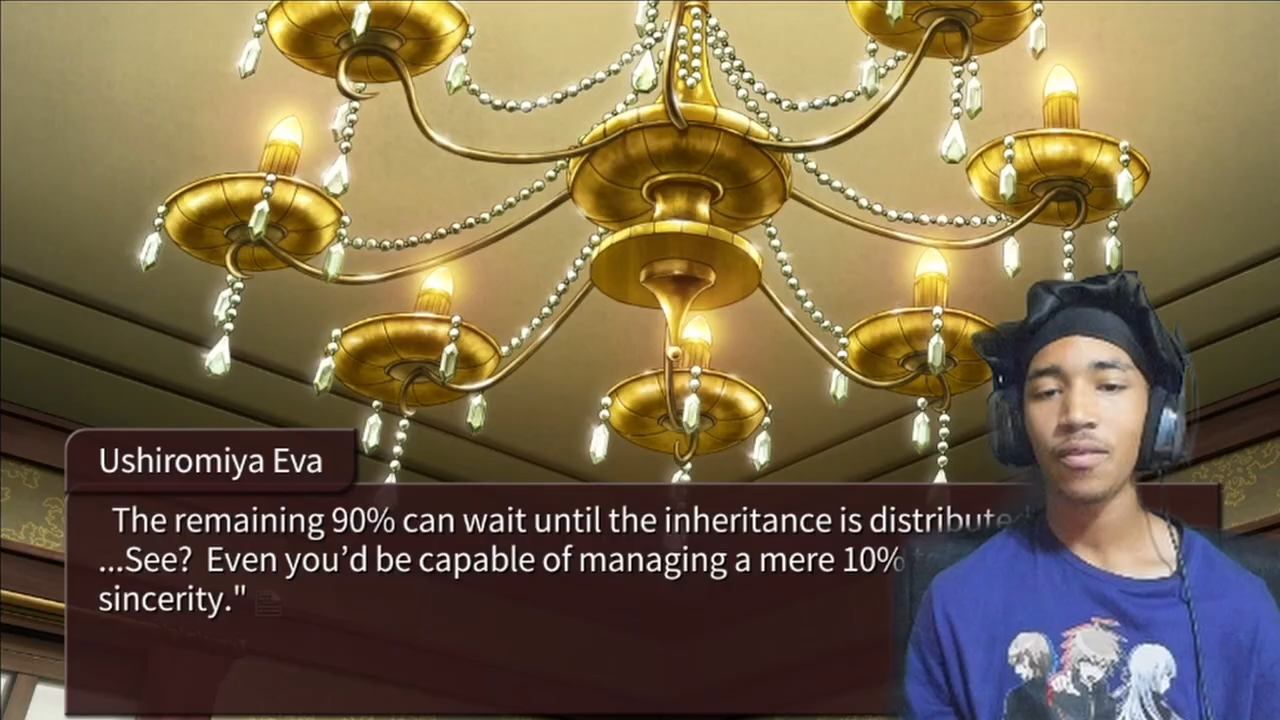 Ushiromiya Eva
The remaining 90% can wait until the inheritance is distributed
...See? Even you'd be capable of managing a mere 10%
sincerity."